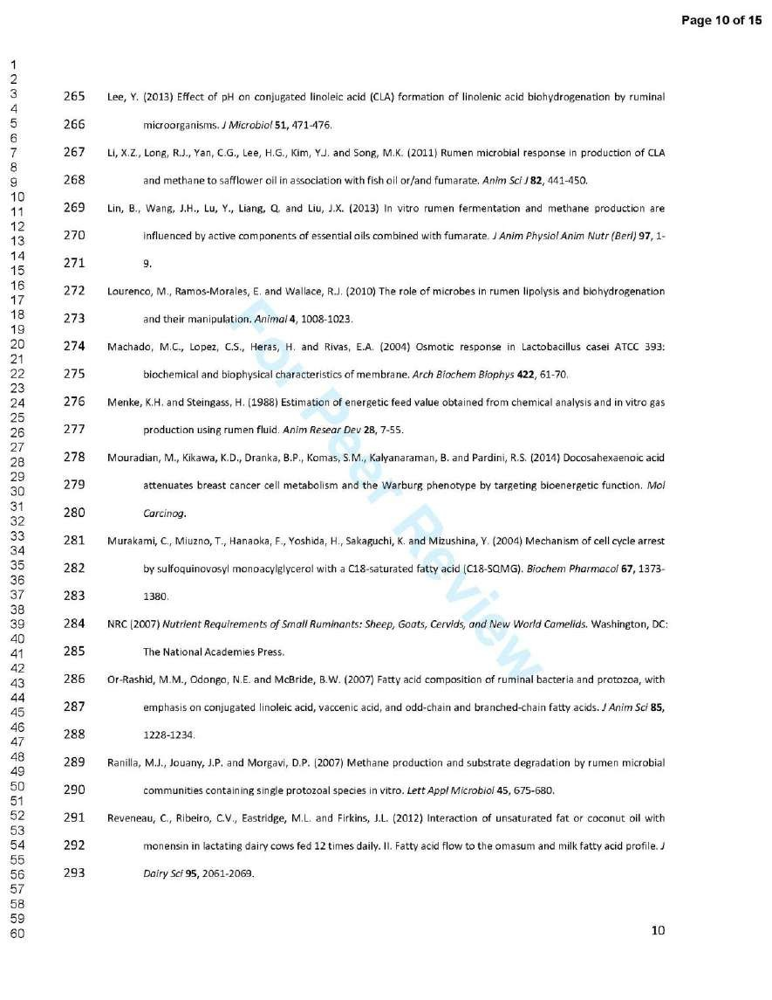 Page 10 of 15
1
2
3
4
5
6
7
8
9
10
11
12
13
14
15
16
17
18
19
20
21
22
23
24
25
26
27
28
29
30
31
32
33
34
35
36
37
38
39
40
41
42
43
44
45
46
47
48
49
50
51
52
53
54
55
56
57
58
59
60
265 Lee, Y. (2013) Effect of pH on conjugated linoleic acid (CLA) formation of linolenic acid biohydrogenation by ruminal
266 microorganisms. J Microbiol 51, 471-476.
267 Li, X.Z., Long, R.J., Yan, C.G., Lee, H.G., Kim, Y.J. and Song, M.K. (2011) Rumen microbial response in production of CLA
268 and methane to safflower oil in association with fish oil or/and fumarate. Anim Sci J 82, 441-450.
269 Lin, B., Wang, J.H., Lu, Y., Liang, Q. and Liu, J.X. (2013) In vitro rumen fermentation and methane production are
270 influenced by active components of essential oils combined with fumarate. J Anim Physiol Anim Nutr (Berl) 97, 1-
271 9.
272 Lourenco, M., Ramos-Morales, E. and Wallace, R.J. (2010) The role of microbes in rumen lipolysis and biohydrogenation
273 and their manipulation. Animal 4, 1008-1023.
274 Machado, M.C., Lopez, C.S., Heras, H. and Rivas, E.A. (2004) Osmotic response in Lactobacillus casei ATCC 393:
275 biochemical and biophysical characteristics of membrane. Arch Biochem Biophys 422, 61-70.
276 Menke, K.H. and Steingass, H. (1988) Estimation of energetic feed value obtained from chemical analysis and in vitro gas
277 production using rumen fluid. Anim Resear Dev 28, 7-55.
278 Mouradian, M., Kikawa, K.D., Dranka, B.P., Komas, S.M., Kalyanaraman, B. and Pardini, R.S. (2014) Docosahexaenoic acid
279 attenuates breast cancer cell metabolism and the Warburg phenotype by targeting bioenergetic function. Mol
280 Carcinog.
281 Murakami, C., Miuzno, T., Hanaoka, F., Yoshida, H., Sakaguchi, K. and Mizushina, Y. (2004) Mechanism of cell cycle arrest
282 by sulfoquinovosyl monoacylglycerol with a C18-saturated fatty acid (C18-SQMG). Biochem Pharmacol 67, 1373-
283 1380.
284 NRC (2007) Nutrient Requirements of Small Ruminants: Sheep, Goats, Cervids, and New World Camelids. Washington, DC:
285 The National Academies Press.
286 Or-Rashid, M.M., Odongo, N.E. and McBride, B.W. (2007) Fatty acid composition of ruminal bacteria and protozoa, with
287 emphasis on conjugated linoleic acid, vaccenic acid, and odd-chain and branched-chain fatty acids. J Anim Sci 85,
288 1228-1234.
289 Ranilla, M.J., Jouany, J.P. and Morgavi, D.P. (2007) Methane production and substrate degradation by rumen microbial
290 communities containing single protozoal species in vitro. Lett Appl Microbiol 45, 675-680.
291 Reveneau, C., Ribeiro, C.V., Eastridge, M.L. and Firkins, J.L. (2012) Interaction of unsaturated fat or coconut oil with
292 monensin in lactating dairy cows fed 12 times daily. II. Fatty acid flow to the omasum and milk fatty acid profile. J
293 Dairy Sci 95, 2061-2069.
For Peer Review
10